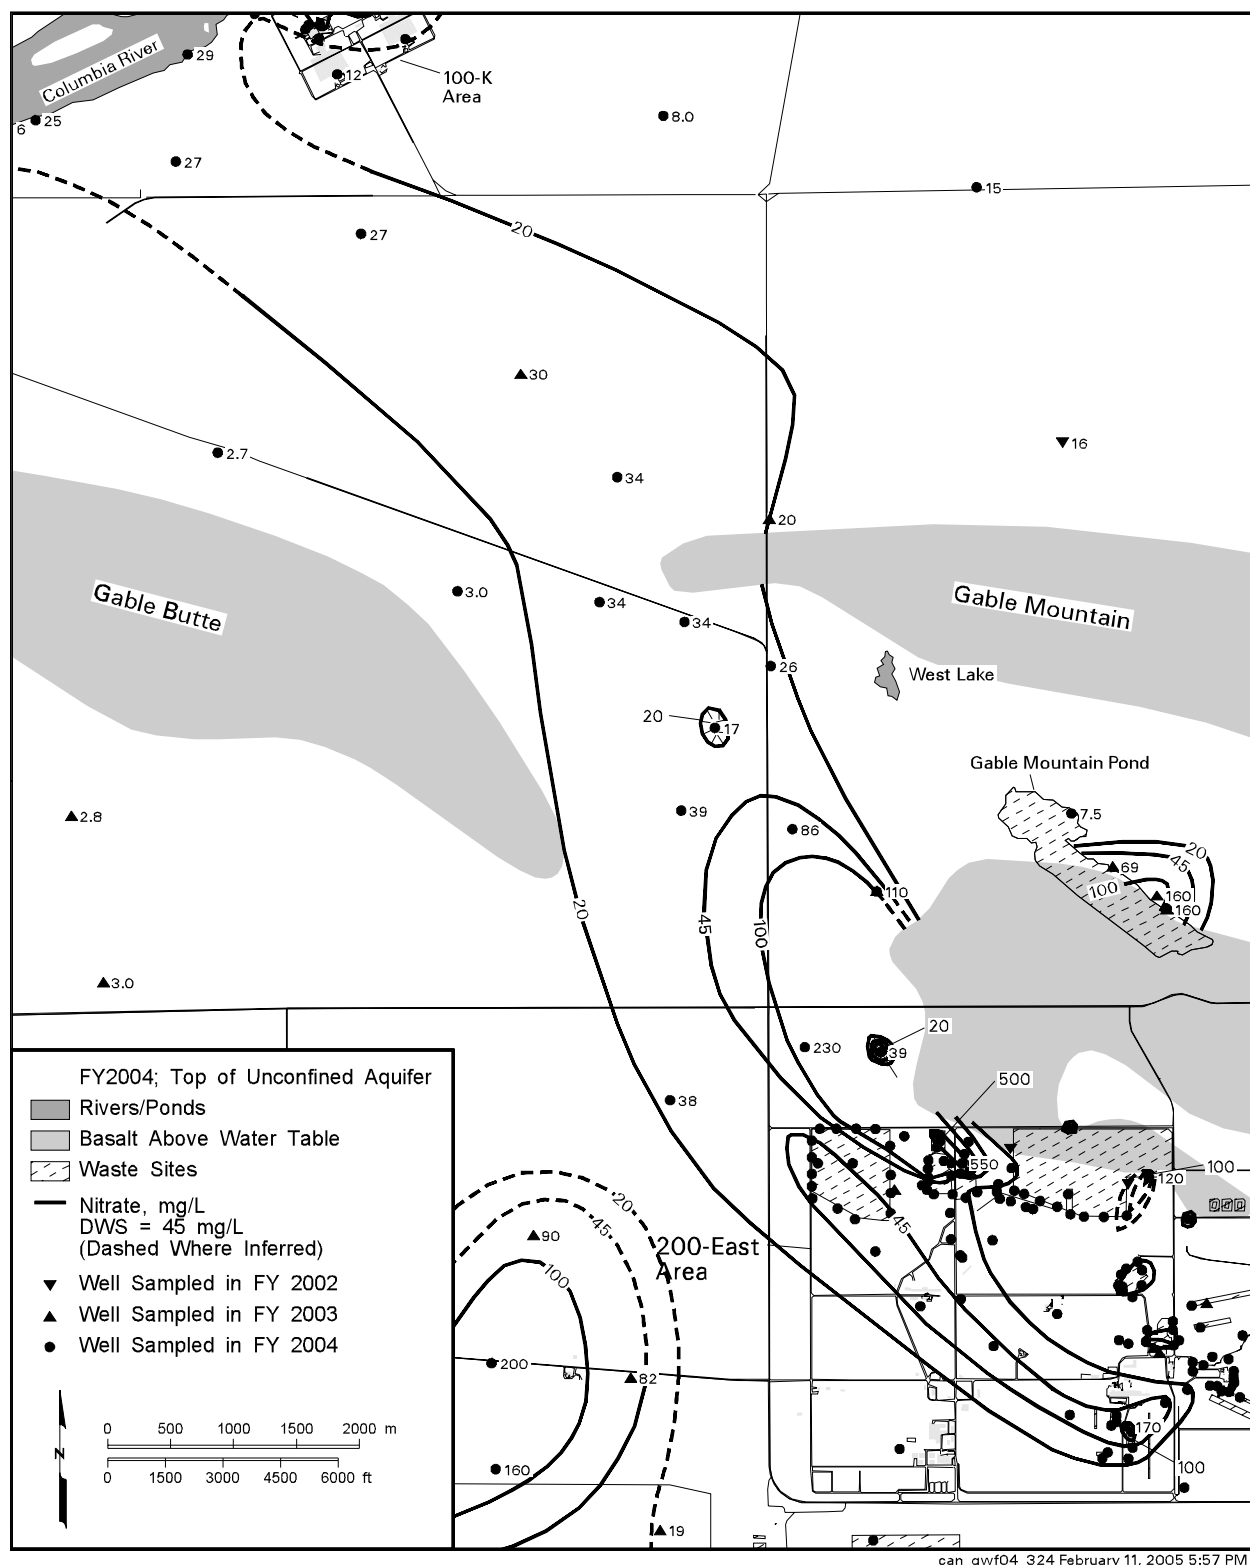 Columbia River
29
12
100-K
Area
8.0
25
6
27
15
20
27
30
16
2.7
34
20
Gable Butte
3.0
34
34
Gable Mountain
26
West Lake
20
17
Gable Mountain Pond
7.5
2.8
39
86
20
45
69
100
160
160
110
20
45
100
3.0
230
20
39
500
38
550
100
120
20
45
90
45
200-East
Area
100
200
82
170
100
160
19
FY2004; Top of Unconfined Aquifer
Rivers/Ponds
Basalt Above Water Table
Waste Sites
Nitrate, mg/L
DWS = 45 mg/L
(Dashed Where Inferred)
Well Sampled in FY 2002
Well Sampled in FY 2003
Well Sampled in FY 2004
N
0 500 1000 1500 2000 m
0 1500 3000 4500 6000 ft
can_gwf04_324 February 11, 2005 5:57 PM